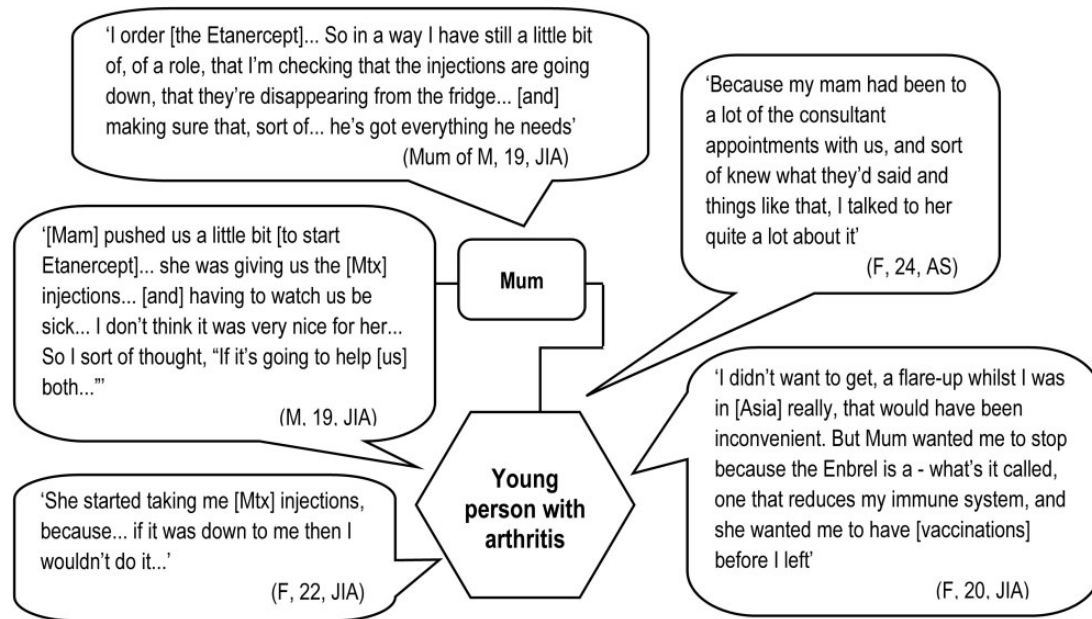 ‘I order [the Etanercept]... So in a way I have still a little bit
of, of a role, that I’m checking that the injections are going
down, that they’re disappearing from the fridge... [and]
making sure that, sort of... he’s got everything he needs’
(Mum of M, 19, JIA)
‘Because my mam had been to
a lot of the consultant
appointments with us, and sort
of knew what they’d said and
things like that, I talked to her
quite a lot about it’
(F, 24, AS)
‘[Mam] pushed us a little bit [to start
Etanercept]... she was giving us the [Mtx]
injections... [and] having to watch us be
sick... I don’t think it was very nice for her...
So I sort of thought, “If it’s going to help [us]
both...”’
(M, 19, JIA)
Mum
‘I didn’t want to get, a flare-up whilst I was
in [Asia] really, that would have been
inconvenient. But Mum wanted me to stop
because the Enbrel is a - what’s it called,
one that reduces my immune system, and
she wanted me to have [vaccinations]
before I left’
(F, 20, JIA)
Young
person with
arthritis
‘She started taking me [Mtx] injections,
because... if it was down to me then I
wouldn’t do it...’
(F, 22, JIA)